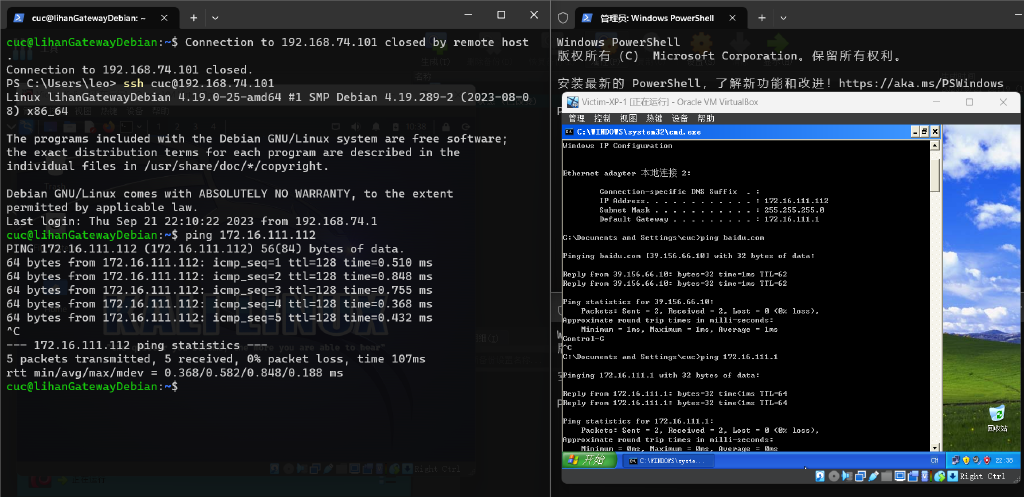 cuc@lihanGatewayDebian: ~
cuc@lihanGatewayDebian:~$ Connection to 192.168.74.101 closed by remote host
.
Connection to 192.168.74.101 closed.
PS C:\Users\leo> ssh cuc@192.168.74.101
Linux lihanGatewayDebian 4.19.0-25-amd64 #1 SMP Debian 4.19.289-2 (2023-08-0
8) x86_64
The programs included with the Debian GNU/Linux system are free software;
the exact distribution terms for each program are described in the
individual files in /usr/share/doc/*/copyright.
Debian GNU/Linux comes with ABSOLUTELY NO WARRANTY, to the extent
permitted by applicable law.
Last login: Thu Sep 21 22:10:22 2023 from 192.168.74.1
cuc@lihanGatewayDebian:~$ ping 172.16.111.112
PING 172.16.111.112 (172.16.111.112) 56(84) bytes of data.
64 bytes from 172.16.111.112: icmp_seq=1 ttl=128 time=0.510 ms
64 bytes from 172.16.111.112: icmp_seq=2 ttl=128 time=0.848 ms
64 bytes from 172.16.111.112: icmp_seq=3 ttl=128 time=0.755 ms
64 bytes from 172.16.111.112: icmp_seq=4 ttl=128 time=0.368 ms
64 bytes from 172.16.111.112: icmp_seq=5 ttl=128 time=0.432 ms
^C
--- 172.16.111.112 ping statistics ---
5 packets transmitted, 5 received, 0% packet loss, time 107ms
rtt min/avg/max/mdev = 0.368/0.582/0.848/0.188 ms
cuc@lihanGatewayDebian:~$
KALI LINUX
Right Ctrl
管理员: Windows PowerShell
Windows PowerShell
版权所有 (C) Microsoft Corporation。保留所有权利。
安装最新的 PowerShell，了解新功能和改进！https://aka.ms/PSWindows
Victim-XP-1 [正在运行] - Oracle VM VirtualBox
管理 控制 视图 热键 设备 帮助
C:\WINDOWS\system32\cmd.exe
Windows IP Configuration
Ethernet adapter 本地连接 2:
Connection-specific DNS Suffix . :
IP Address. . . . . . . . . . . . : 172.16.111.112
Subnet Mask . . . . . . . . . . . : 255.255.255.0
Default Gateway . . . . . . . . . : 172.16.111.1
C:\Documents and Settings\cuc>ping baidu.com
Pinging baidu.com [39.156.66.10] with 32 bytes of data:
Reply from 39.156.66.10: bytes=32 time=1ms TTL=62
Reply from 39.156.66.10: bytes=32 time=1ms TTL=62
Ping statistics for 39.156.66.10:
Packets: Sent = 2, Received = 2, Lost = 0 (0% loss),
Approximate round trip times in milli-seconds:
Minimum = 1ms, Maximum = 1ms, Average = 1ms
Control-C
^C
C:\Documents and Settings\cuc>ping 172.16.111.1
Pinging 172.16.111.1 with 32 bytes of data:
Reply from 172.16.111.1: bytes=32 time<1ms TTL=64
Reply from 172.16.111.1: bytes=32 time<1ms TTL=64
Ping statistics for 172.16.111.1:
Packets: Sent = 2, Received = 2, Lost = 0 (0% loss),
Approximate round trip times in milli-seconds:
Minimum = 0ms, Maximum = 0ms, Average = 0ms
回收站
开始
C:\WINDOWS\syste...
CH
22:38
Right Ctrl